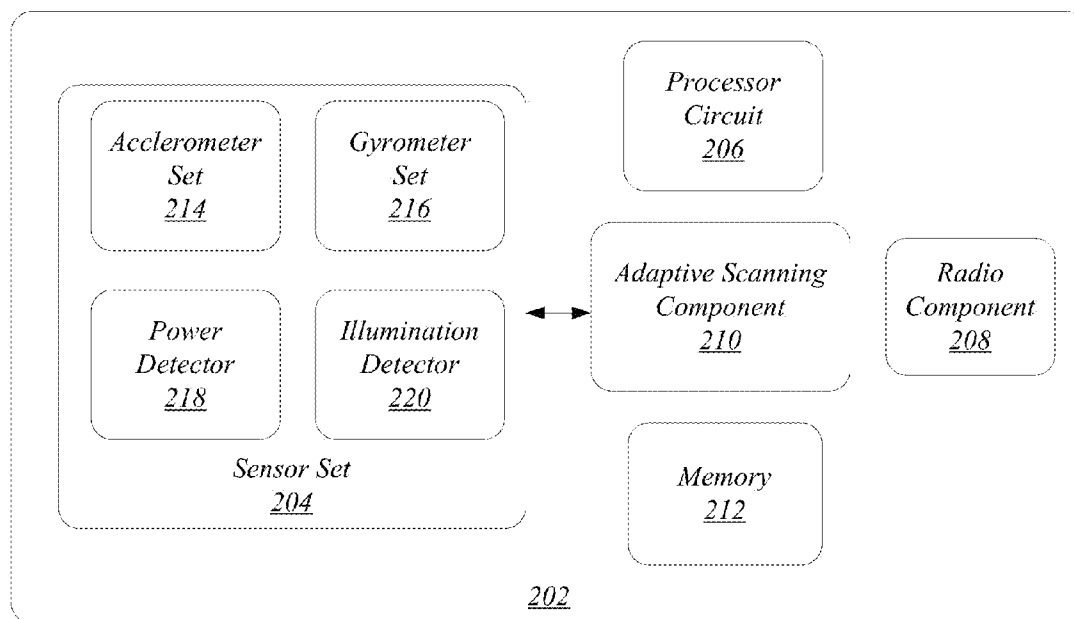 Acclerometer
Set
214
Gyrometer
Set
216
Power
Detector
218
Illumination
Detector
220
Sensor Set
204
Processor
Circuit
206
Adaptive Scanning
Component
210
Radio
Component
208
Memory
212
202